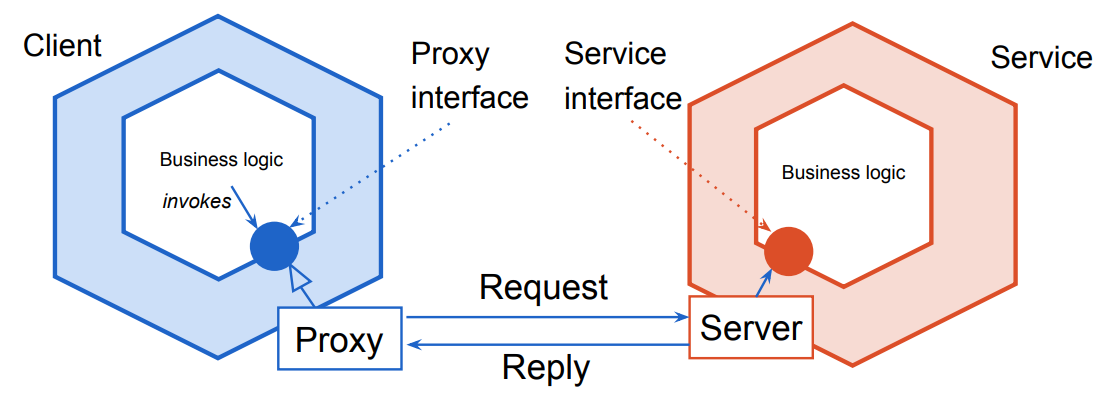 Client
Proxy
interface
Service
interface
Service
Business logic
invokes
Business logic
Request
Proxy
Server
Reply